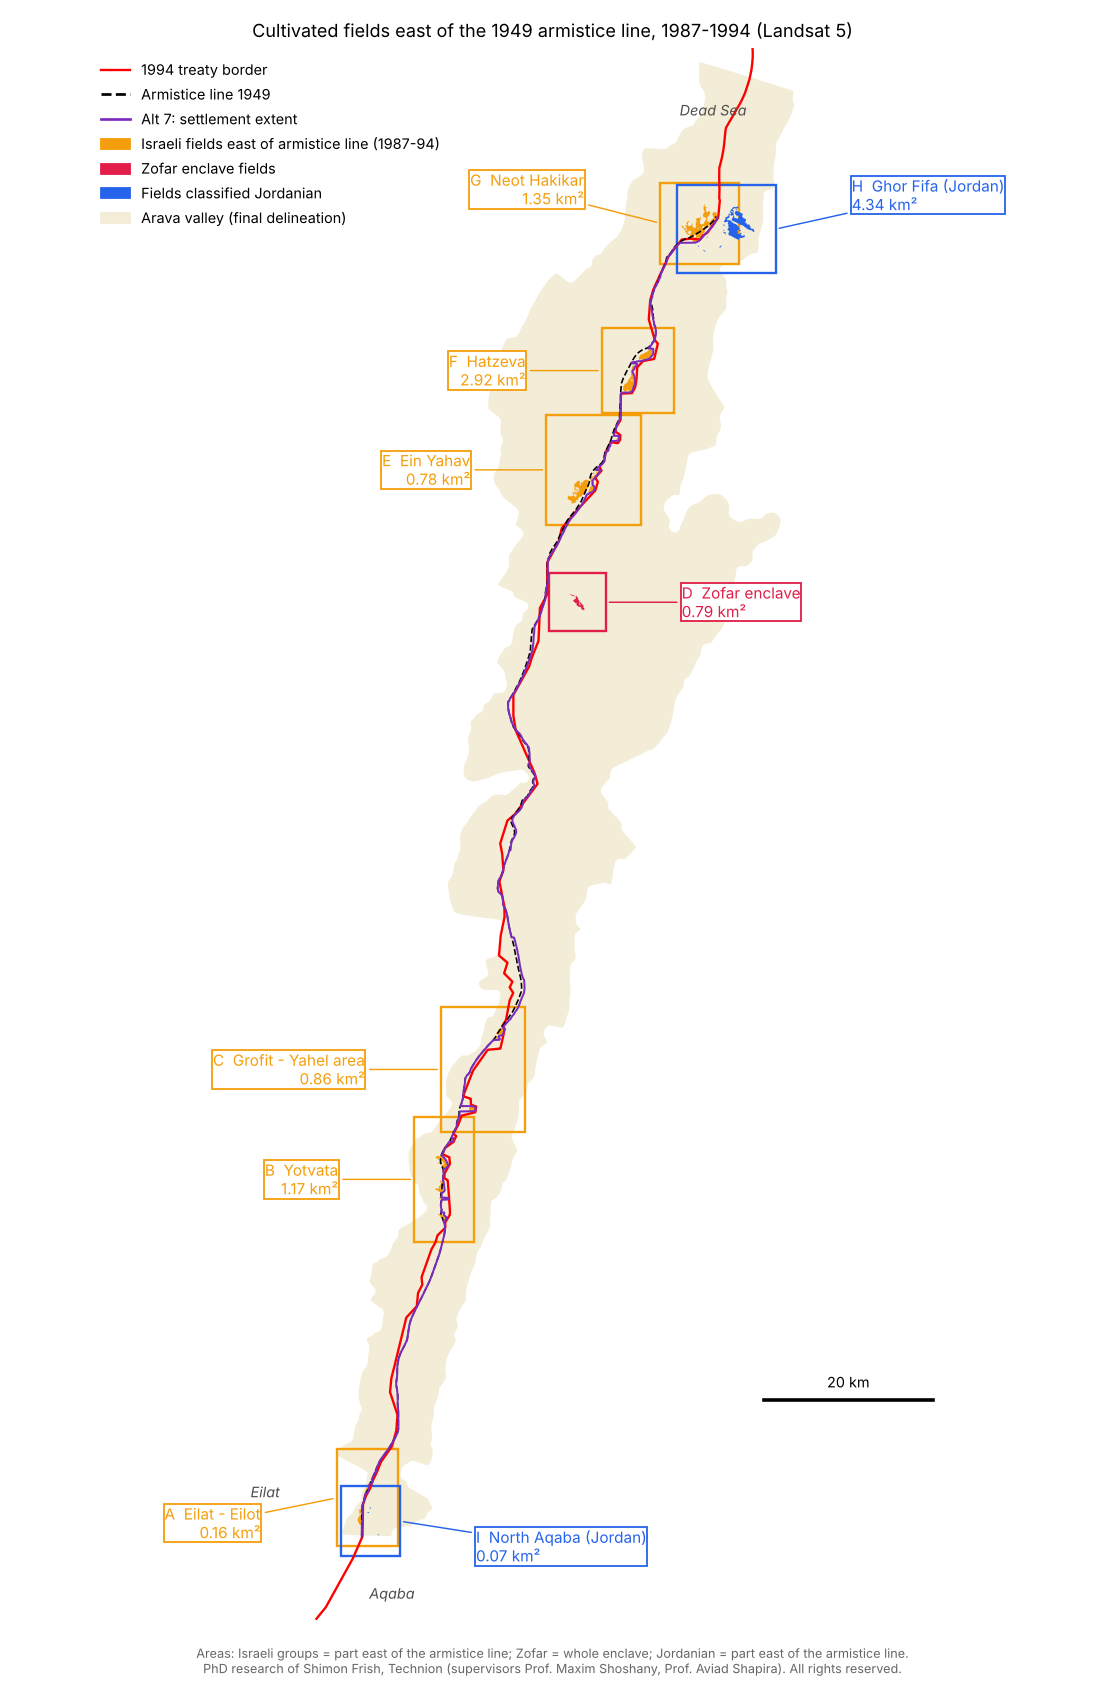 Cultivated fields east of the 1949 armistice line, 1987-1994 (Landsat 5)
1994 treaty border
Armistice line 1949
Alt 7: settlement extent
Israeli fields east of armistice line (1987-94)
Zofar enclave fields
Fields classified Jordanian
Arava valley (final delineation)
Dead Sea
G Neot Hakikar
1.35 km²
H Ghor Fifa (Jordan)
4.34 km²
F Hatzeva
2.92 km²
E Ein Yahav
0.78 km²
D Zofar enclave
0.79 km²
C Grofit - Yahel area
0.86 km²
B Yotvata
1.17 km²
20 km
Eilat
A Eilat - Eilot
0.16 km²
I North Aqaba (Jordan)
0.07 km²
Aqaba
Areas: Israeli groups = part east of the armistice line; Zofar = whole enclave; Jordanian = part east of the armistice line.
PhD research of Shimon Frish, Technion (supervisors Prof. Maxim Shoshany, Prof. Aviad Shapira). All rights reserved.